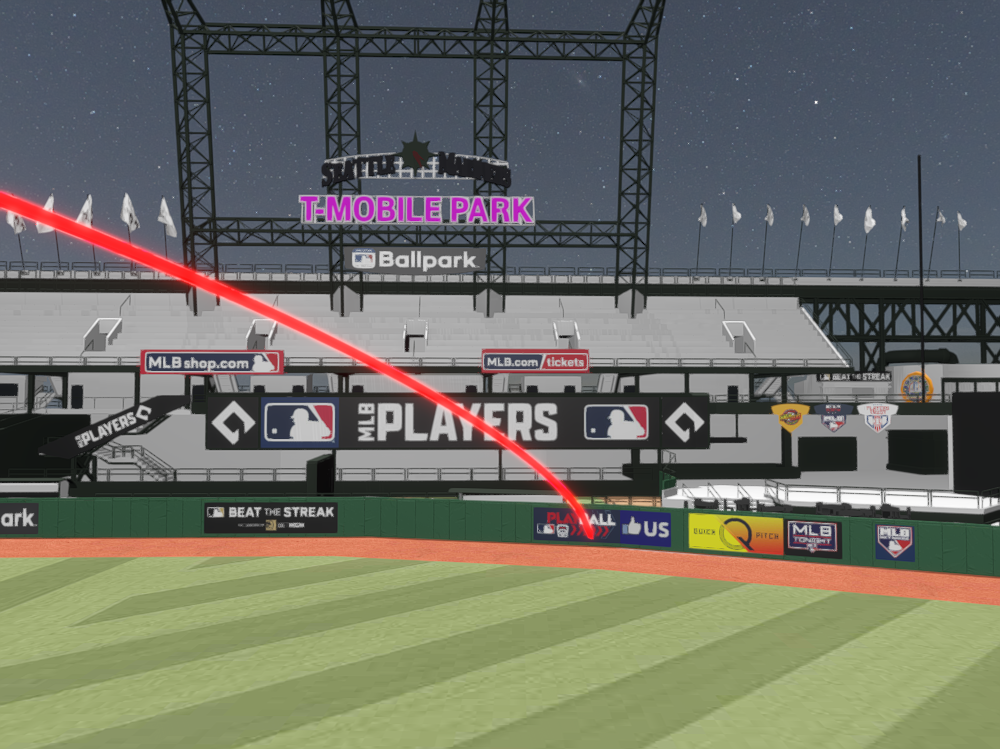 SEATTLE MARINERS
T-MOBILE PARK
Ballpark
MLBshop.com
MLB.com/tickets
BEAT THE STREAK
PLAYERS
MLB PLAYERS
ark.
BEAT THE STREAK
PLAY BALL
US
QUICK PITCH
MLB
TONIGHT
MLB